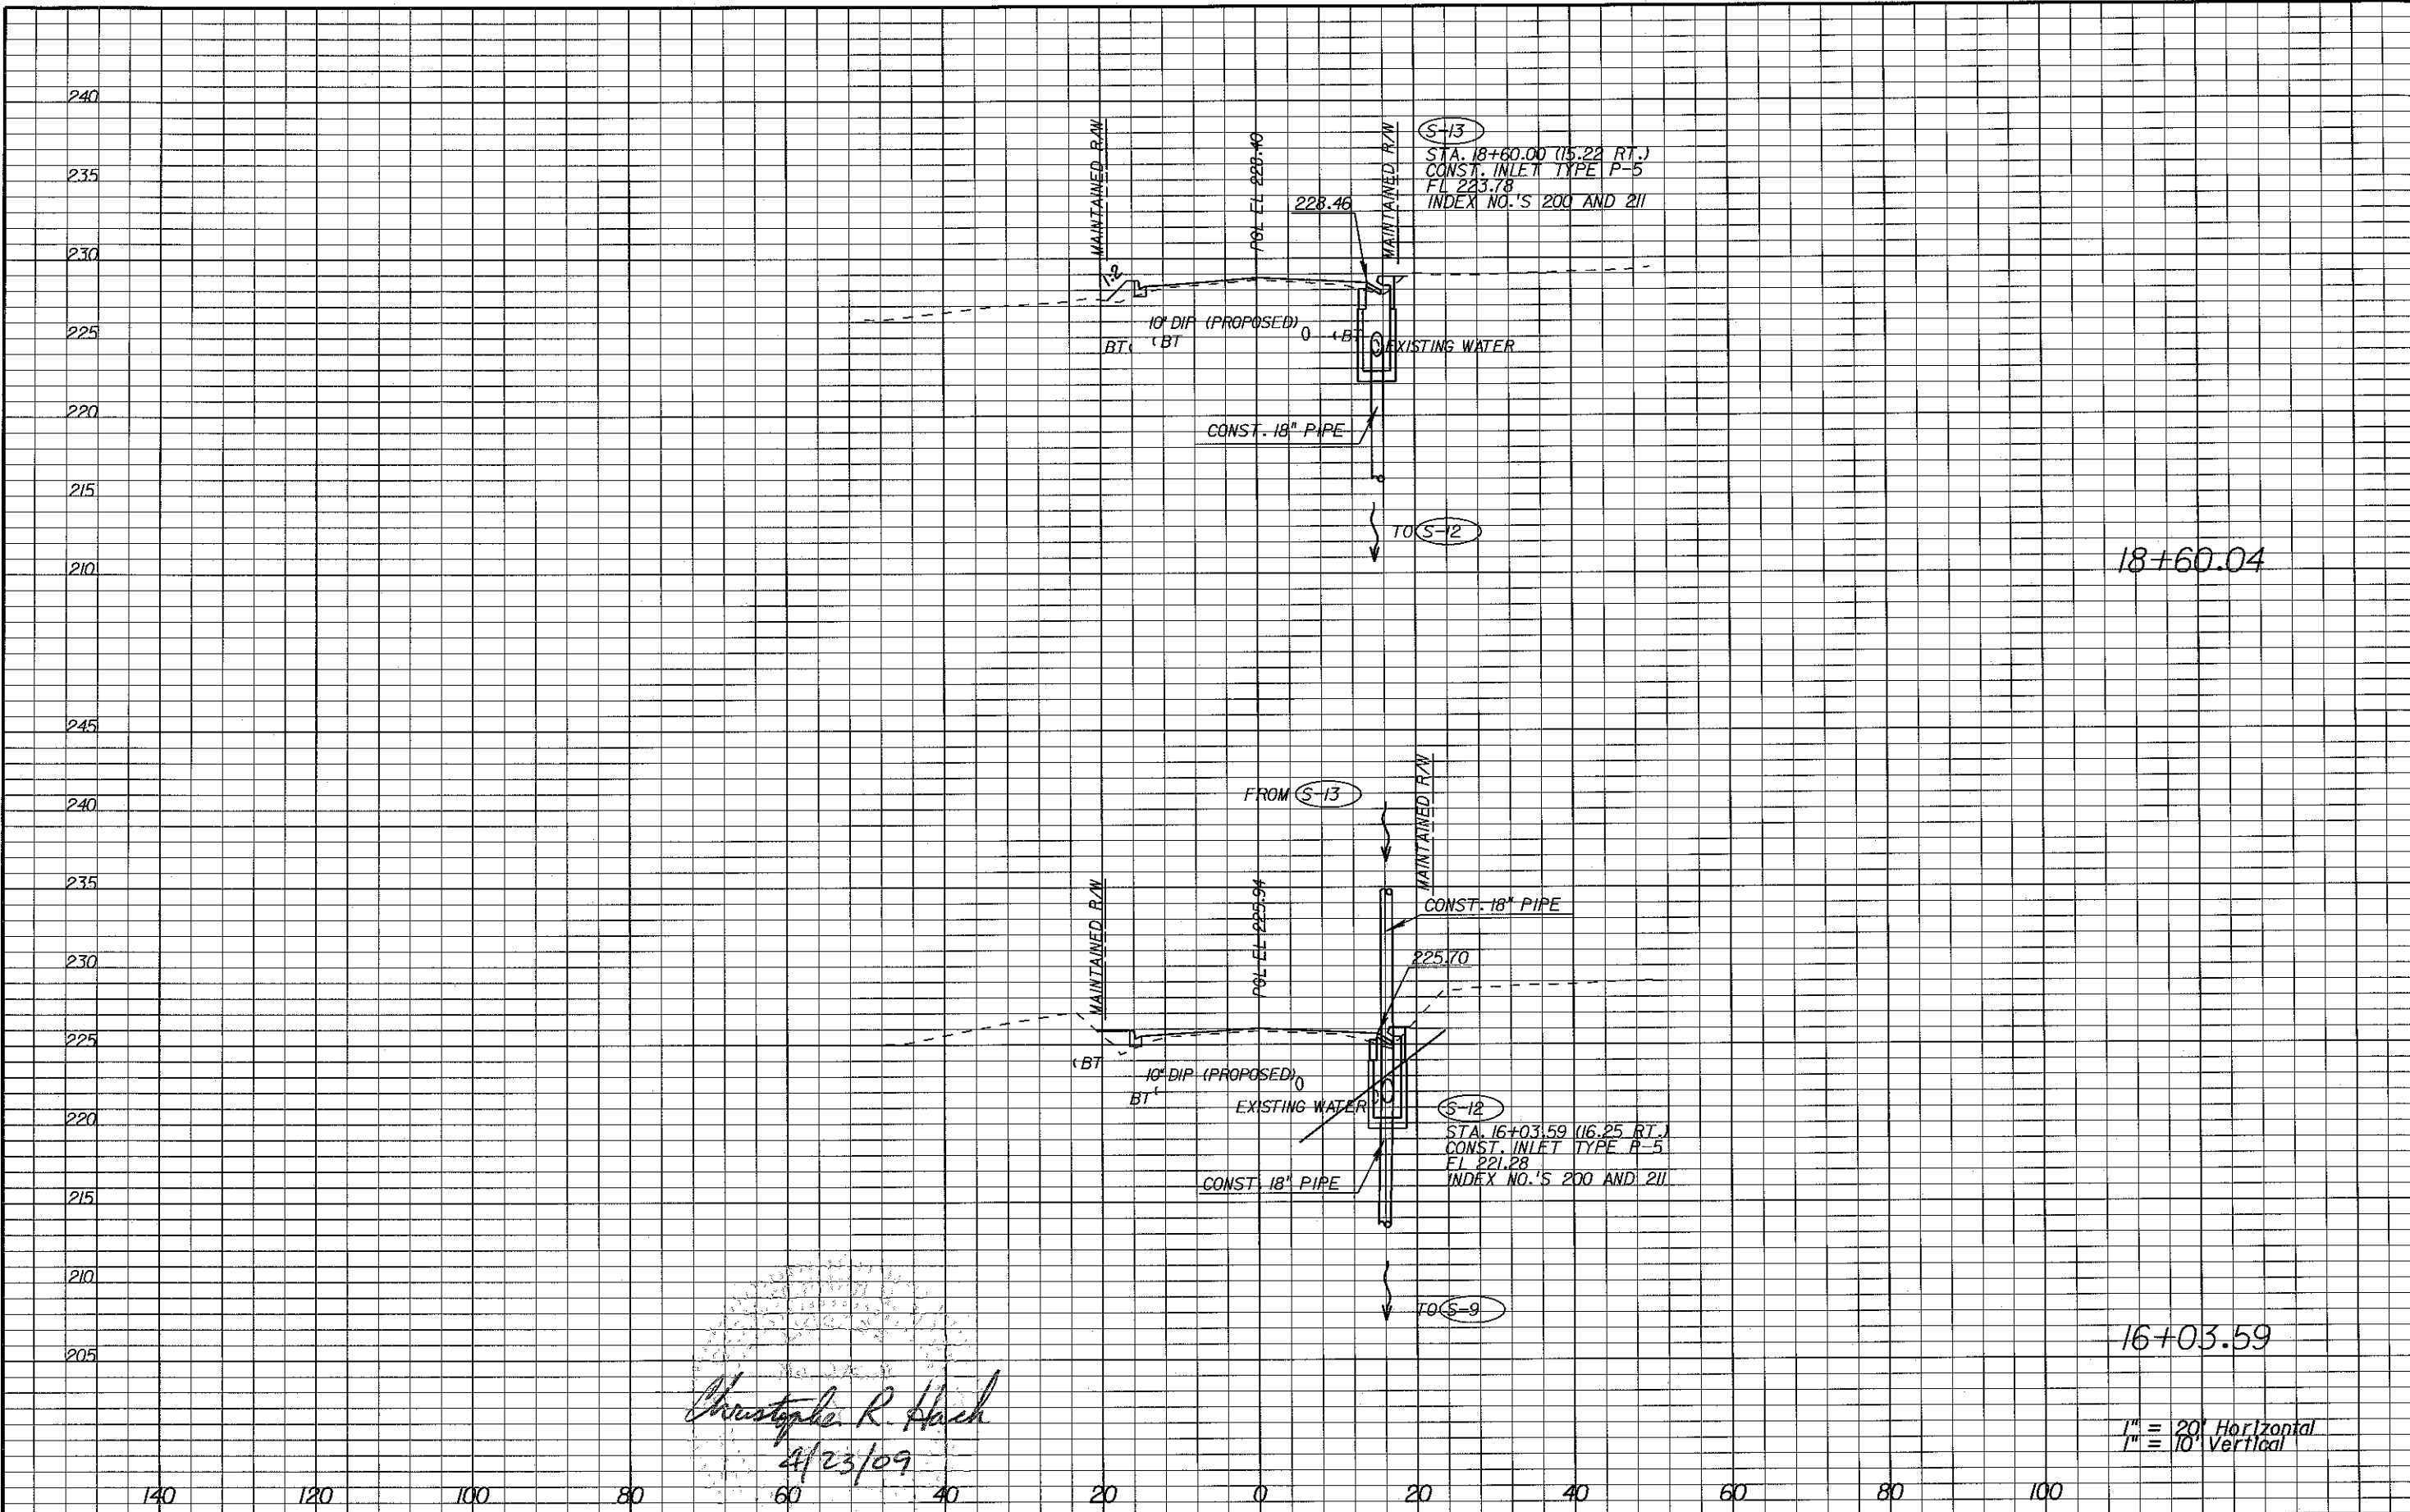 240
235
230
225
220
215
210
MAINTAINED R/W
PGL EL 228.40
MAINTAINED R/W
228.46
S-13
STA. 18+60.00 (15.22 RT.)
CONST. INLET TYPE P-5
FL 223.78
INDEX NO.'S 200 AND 211
1:2
10" DIP (PROPOSED)
BT
BT
BT
EXISTING WATER
CONST. 18" PIPE
TO S-12
18+60.04
245
240
235
230
225
220
215
210
205
FROM S-13
MAINTAINED R/W
MAINTAINED R/W
PGL EL 225.94
CONST. 18" PIPE
225.70
BT
10" DIP (PROPOSED)
BT
EXISTING WATER
S-12
STA. 16+03.59 (16.25 RT.)
CONST. INLET TYPE P-5
FL 221.28
INDEX NO.'S 200 AND 211
CONST. 18" PIPE
TO S-9
16+03.59
Christopher R. Hach
4/23/09
1" = 20' Horizontal
1" = 10' Vertical
140 120 100 80 60 40 20 0 20 40 60 80 100